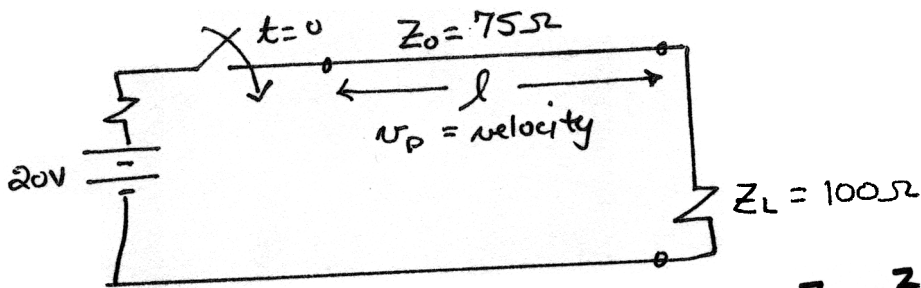 t=0
Z₀ = 75Ω
l
v_p = velocity
20V
Z_L = 100Ω